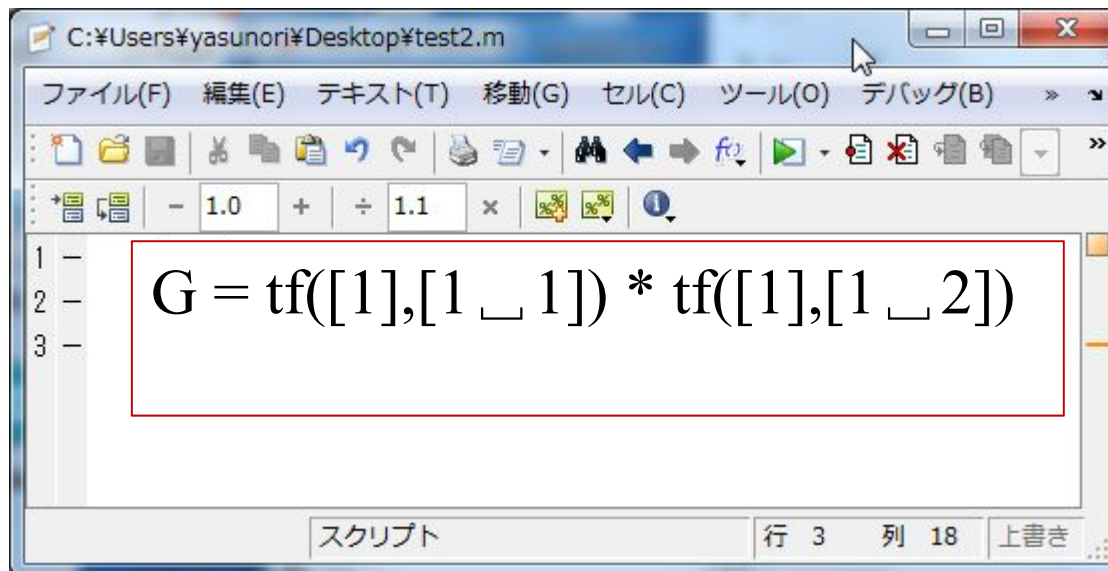 C:¥Users¥yasunori¥Desktop¥test2.m
ファイル(F) 編集(E) テキスト(T) 移動(G) セル(C) ツール(O) デバッグ(B) »
»
− 1.0 + ÷ 1.1 ×
1 −
2 −
3 −
G = tf([1],[1 ␣ 1]) * tf([1],[1 ␣ 2])
スクリプト 行 3 列 18 上書き